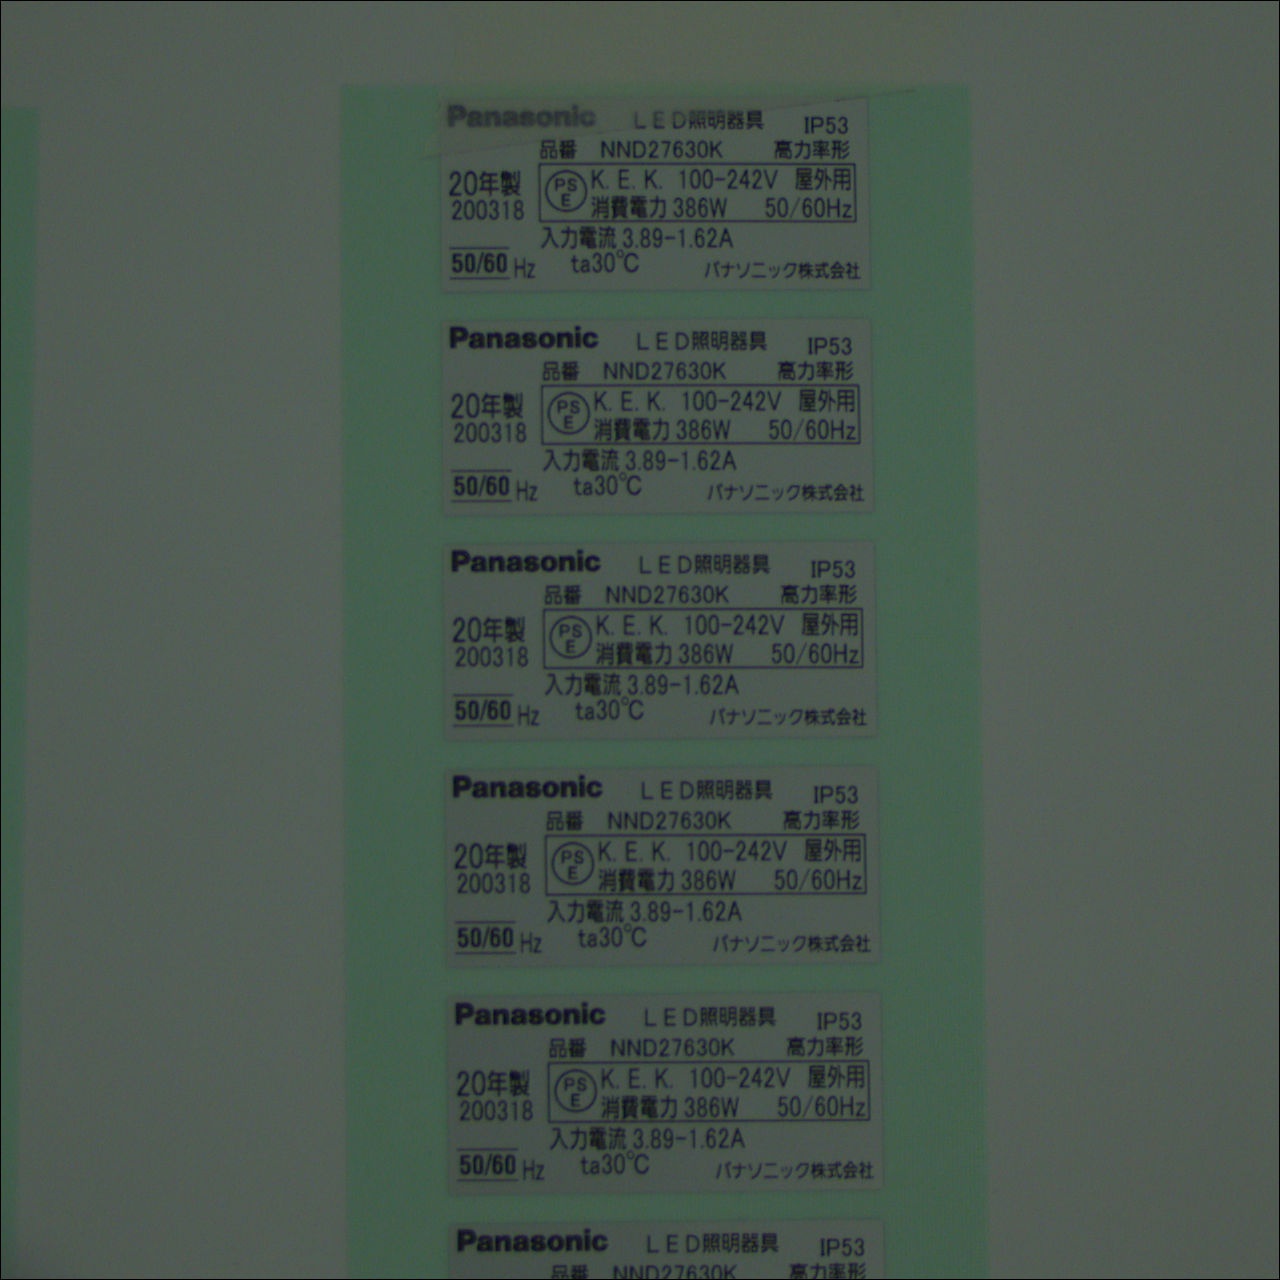 Panasonic LED照明器具 IP53
品番 NND27630K 高力率形
20年製 PSE K.E.K. 100-242V 屋外用
200318 消費電力 386W 50/60Hz
入力電流 3.89-1.62A
50/60 Hz ta30℃ パナソニック株式会社
Panasonic LED照明器具 IP53
品番 NND27630K 高力率形
20年製 PSE K.E.K. 100-242V 屋外用
200318 消費電力 386W 50/60Hz
入力電流 3.89-1.62A
50/60 Hz ta30℃ パナソニック株式会社
Panasonic LED照明器具 IP53
品番 NND27630K 高力率形
20年製 PSE K.E.K. 100-242V 屋外用
200318 消費電力 386W 50/60Hz
入力電流 3.89-1.62A
50/60 Hz ta30℃ パナソニック株式会社
Panasonic LED照明器具 IP53
品番 NND27630K 高力率形
20年製 PSE K.E.K. 100-242V 屋外用
200318 消費電力 386W 50/60Hz
入力電流 3.89-1.62A
50/60 Hz ta30℃ パナソニック株式会社
Panasonic LED照明器具 IP53
品番 NND27630K 高力率形
20年製 PSE K.E.K. 100-242V 屋外用
200318 消費電力 386W 50/60Hz
入力電流 3.89-1.62A
50/60 Hz ta30℃ パナソニック株式会社
Panasonic LED照明器具 IP53
品番 NND27630K 高力率形